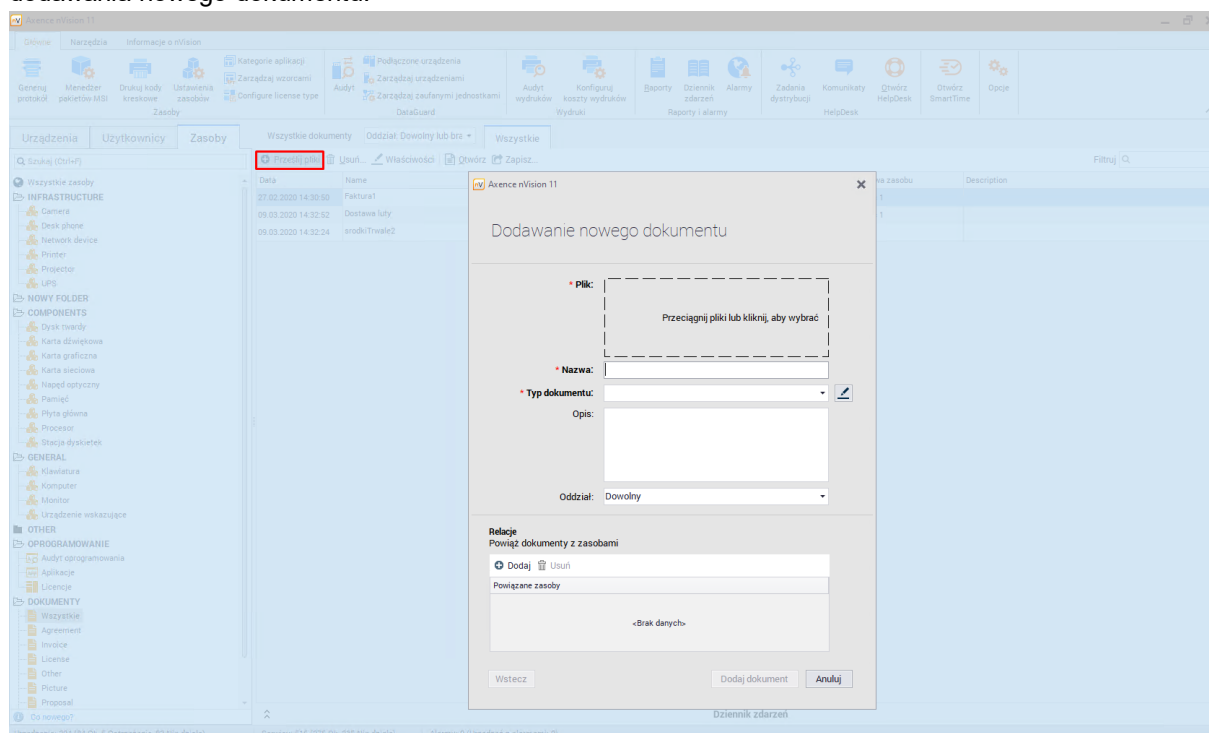 dodawania nowego dokumentu.
Axence nVision 11
Główne Narzędzia Informacje o nVision
Generuj protokół
Menedżer pakietów MSI
Drukuj kody kreskowe
Ustawienia zasobów
Kategorie aplikacji
Zarządzaj wzorcami
Configure license type
Zasoby
Audyt
Podłączone urządzenia
Zarządzaj urządzeniami
Zarządzaj zaufanymi jednostkami
DataGuard
Audyt wydruków
Konfiguruj koszty wydruków
Wydruki
Raporty
Dziennik zdarzeń
Alarmy
Raporty i alarmy
Zadania dystrybucji
Komunikaty
Otwórz HelpDesk
HelpDesk
Otwórz SmartTime
Opcje
Urządzenia Użytkownicy Zasoby
Wszystkie dokumenty Oddział: Dowolny lub bra Wszystkie
Szukaj (Ctrl+F)
Prześlij pliki Usuń... Właściwości Otwórz Zapisz...
Filtruj
Data Name na zasobu Description
27.02.2020 14:30:50 Faktura1 1
09.03.2020 14:32:52 Dostawa luty 1
09.03.2020 14:32:24 srodkiTrwale2
Wszystkie zasoby
INFRASTRUCTURE
Camera
Desk phone
Network device
Printer
Projector
UPS
NOWY FOLDER
COMPONENTS
Dysk twardy
Karta dźwiękowa
Karta graficzna
Karta sieciowa
Napęd optyczny
Pamięć
Płyta główna
Procesor
Stacja dyskietek
GENERAL
Klawiatura
Komputer
Monitor
Urządzenie wskazujące
OTHER
OPROGRAMOWANIE
Audyt oprogramowania
Aplikacje
Licencje
DOKUMENTY
Wszystkie
Agreement
Invoice
License
Other
Picture
Proposal
Co nowego?
Axence nVision 11
Dodawanie nowego dokumentu
* Plik:
Przeciągnij pliki lub kliknij, aby wybrać
* Nazwa:
* Typ dokumentu:
Opis:
Oddział: Dowolny
Relacje
Powiąż dokumenty z zasobami
Dodaj Usuń
Powiązane zasoby
<Brak danych>
Wstecz Dodaj dokument Anuluj
Dziennik zdarzeń